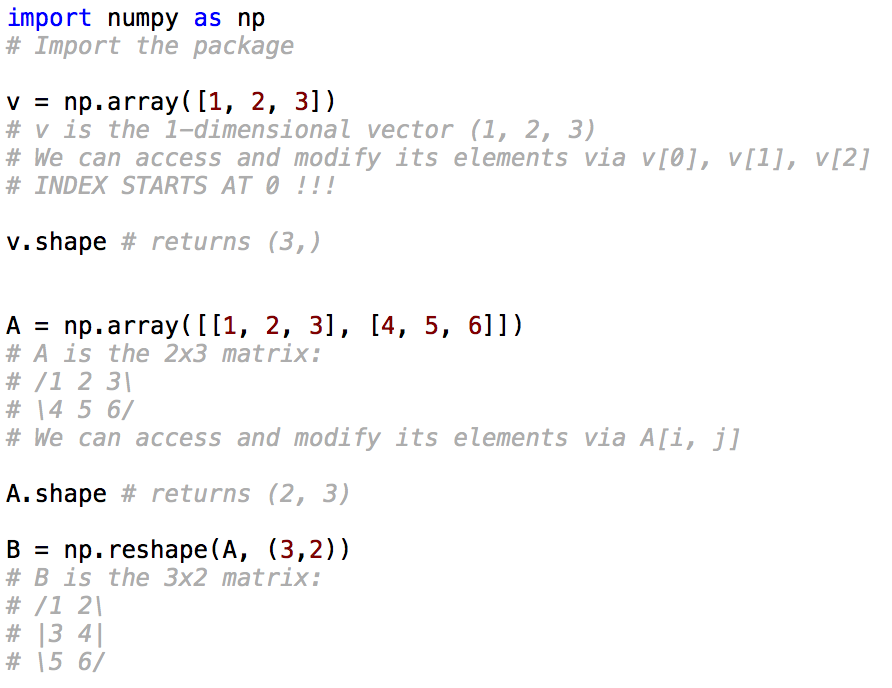 import numpy as np
# Import the package
v = np.array([1, 2, 3])
# v is the 1-dimensional vector (1, 2, 3)
# We can access and modify its elements via v[0], v[1], v[2]
# INDEX STARTS AT 0 !!!
v.shape # returns (3,)
A = np.array([[1, 2, 3], [4, 5, 6]])
# A is the 2x3 matrix:
# /1 2 3\
# \4 5 6/
# We can access and modify its elements via A[i, j]
A.shape # returns (2, 3)
B = np.reshape(A, (3,2))
# B is the 3x2 matrix:
# /1 2\
# |3 4|
# \5 6/